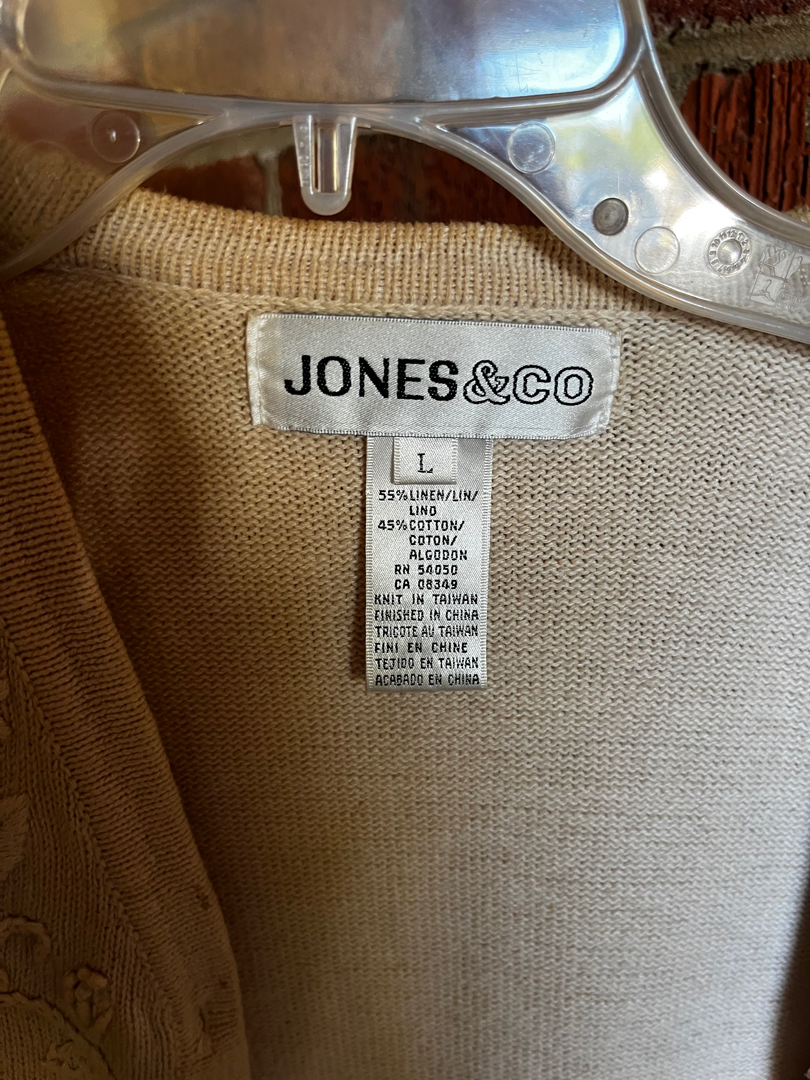 JONES&CO
L
55%LINEN/LIN/
LINO
45%COTTON/
COTON/
ALGODON
RN 54050
CA 08349
KNIT IN TAIWAN
FINISHED IN CHINA
TRICOTE AU TAIWAN
FINI EN CHINE
TEJIDO EN TAIWAN
ACABADO EN CHINA